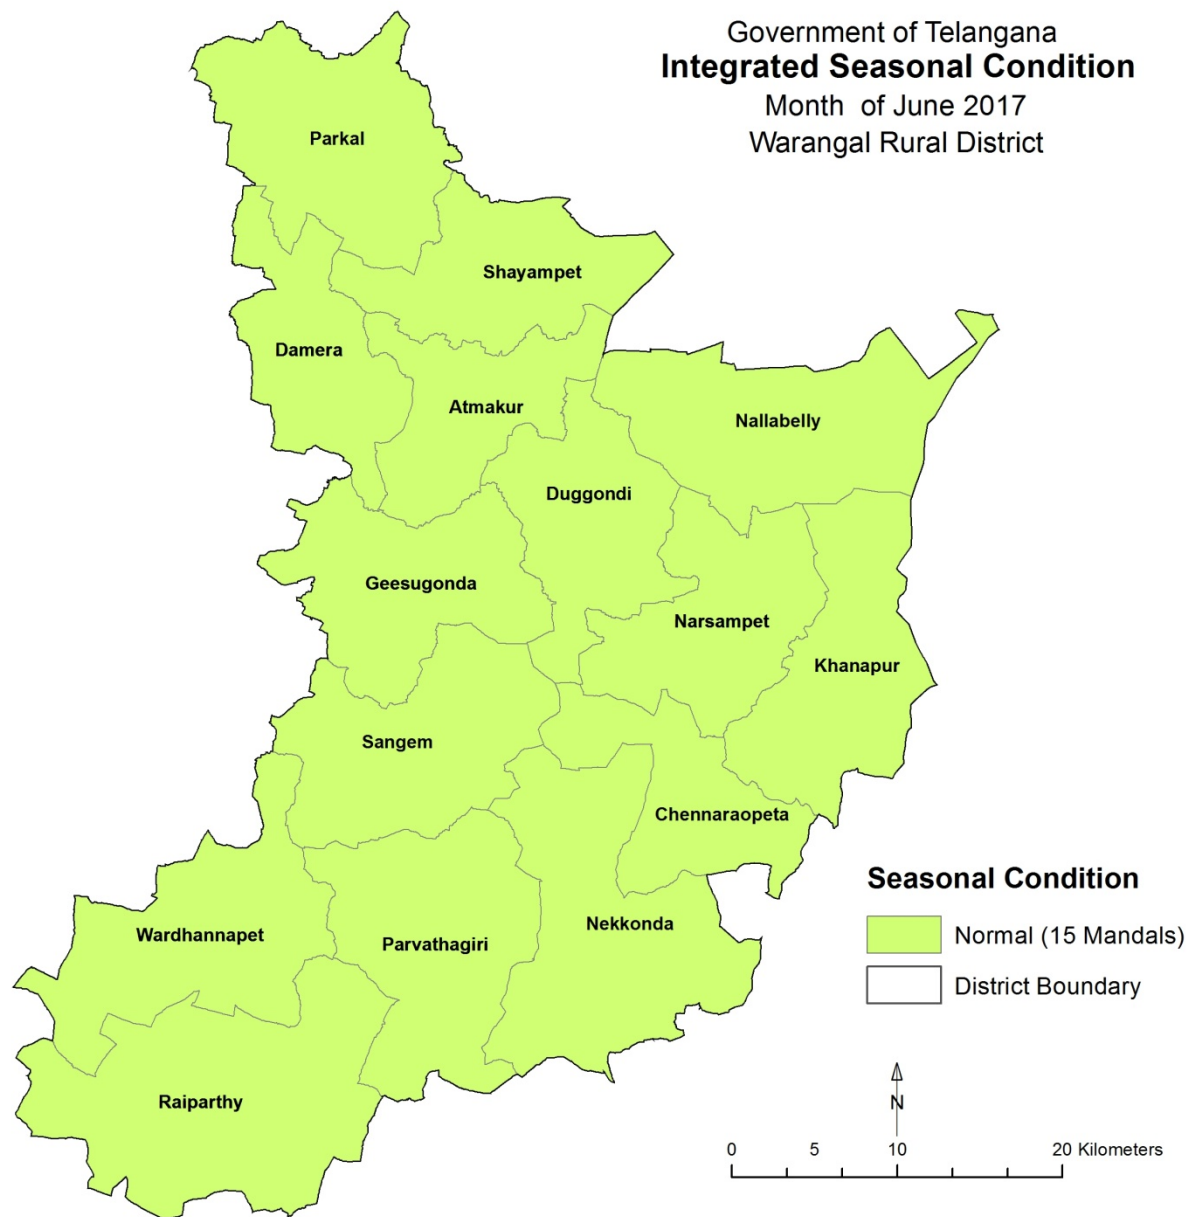 Government of Telangana
Integrated Seasonal Condition
Month of June 2017
Warangal Rural District
Parkal
Shayampet
Damera
Atmakur
Nallabelly
Duggondi
Geesugonda
Narsampet
Khanapur
Sangem
Chennaraopeta
Nekkonda
Wardhannapet
Parvathagiri
Raiparthy
Seasonal Condition
Normal (15 Mandals)
District Boundary
N
0 5 10 20 Kilometers